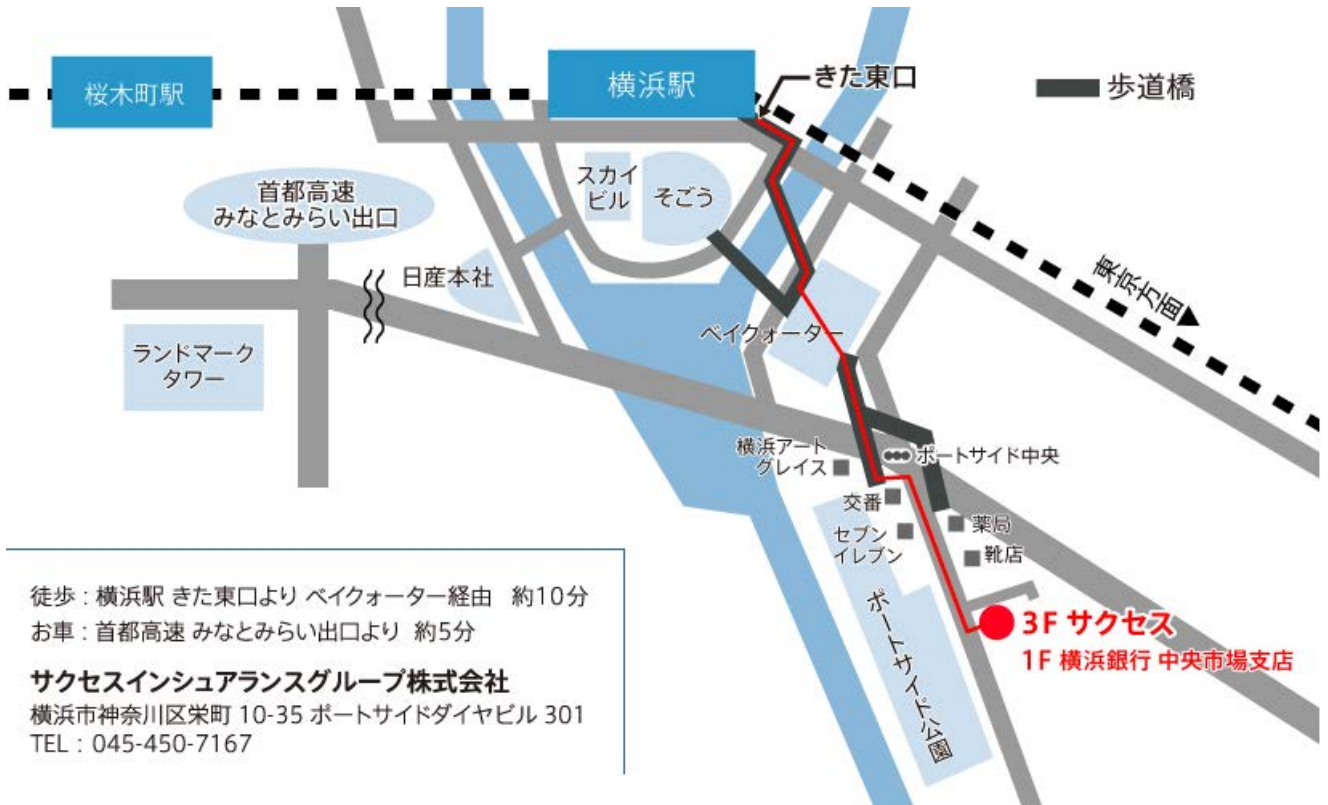 桜木町駅
横浜駅
きた東口
歩道橋
首都高速
みなとみらい出口
スカイ
ビル
そごう
日産本社
東京方面
ランドマーク
タワー
ベイクォーター
横浜アート
グレイス
ポートサイド中央
交番
薬局
セブン
イレブン
靴店
ポートサイド公園
3F サクセス
1F 横浜銀行 中央市場支店
徒歩 : 横浜駅 きた東口より ベイクォーター経由 約10分
お車 : 首都高速 みなとみらい出口より 約5分
サクセスインシュアランスグループ株式会社
横浜市神奈川区栄町 10-35 ポートサイドダイヤビル 301
TEL : 045-450-7167